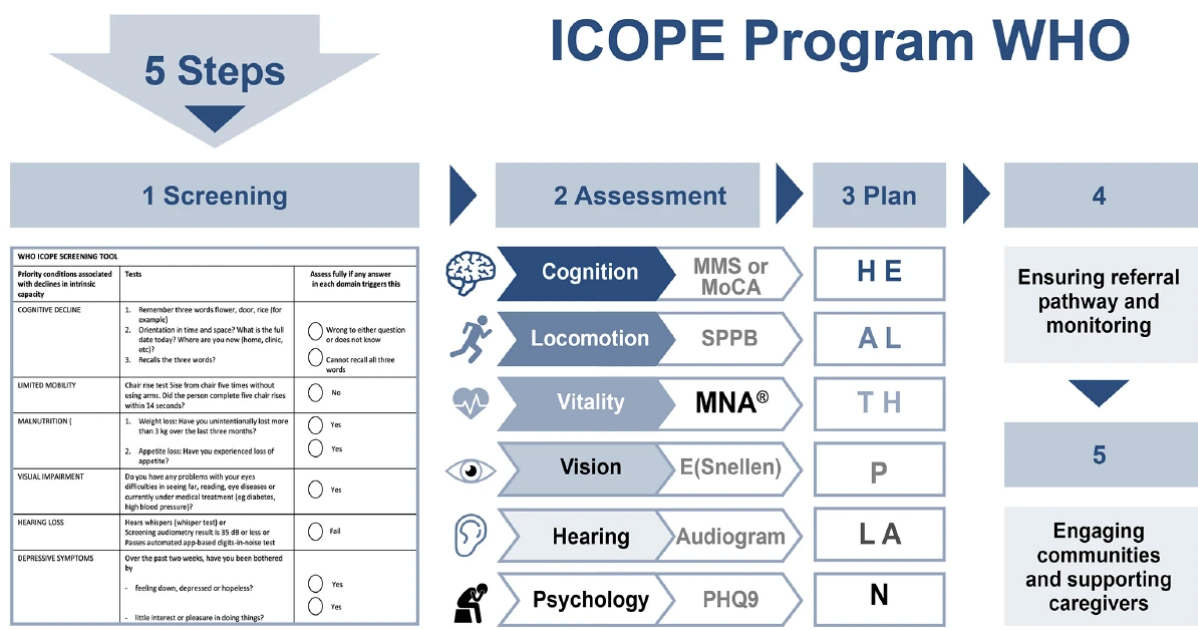 5 Steps
ICOPE Program WHO
1 Screening
2 Assessment
3 Plan
4
WHO ICOPE SCREENING TOOL
Priority conditions associated
with declines in intrinsic
capacity
Tests
Assess fully if any answer
in each domain triggers this
COGNITIVE DECLINE
1. Remember three words flower, door, rice (for
example)
2. Orientation in time and space? What is the full
date today? Where are you now (home, clinic,
etc)?
3. Recalls the three words?
Wrong to either question
or does not know
Cannot recall all three
words
LIMITED MOBILITY
Chair rise test 5ise from chair five times without
using arms. Did the person complete five chair rises
within 14 seconds?
No
MALNUTRITION (
1. Weight loss: Have you unintentionally lost more
than 3 kg over the last three months?
2. Appetite loss: Have you experienced loss of
appetite?
Yes
Yes
VISUAL IMPAIRMENT
Do you have any problems with your eyes
difficulties in seeing far, reading, eye diseases or
currently under medical treatment (eg diabetes,
high blood pressure)?
Yes
HEARING LOSS
Hears whispers (whisper test) or
Screening audiometry result is 35 dB or less or
Passes automated app-based digits-in-noise test
Fail
DEPRESSIVE SYMPTOMS
Over the past two weeks, have you been bothered
by
- feeling down, depressed or hopeless?
- little interest or pleasure in doing things?
Yes
Yes
Cognition
MMS or
MoCA
H E
Locomotion
SPPB
A L
Vitality
MNA®
T H
Vision
E(Snellen)
P
Hearing
Audiogram
L A
Psychology
PHQ9
N
Ensuring referral
pathway and
monitoring
5
Engaging
communities
and supporting
caregivers